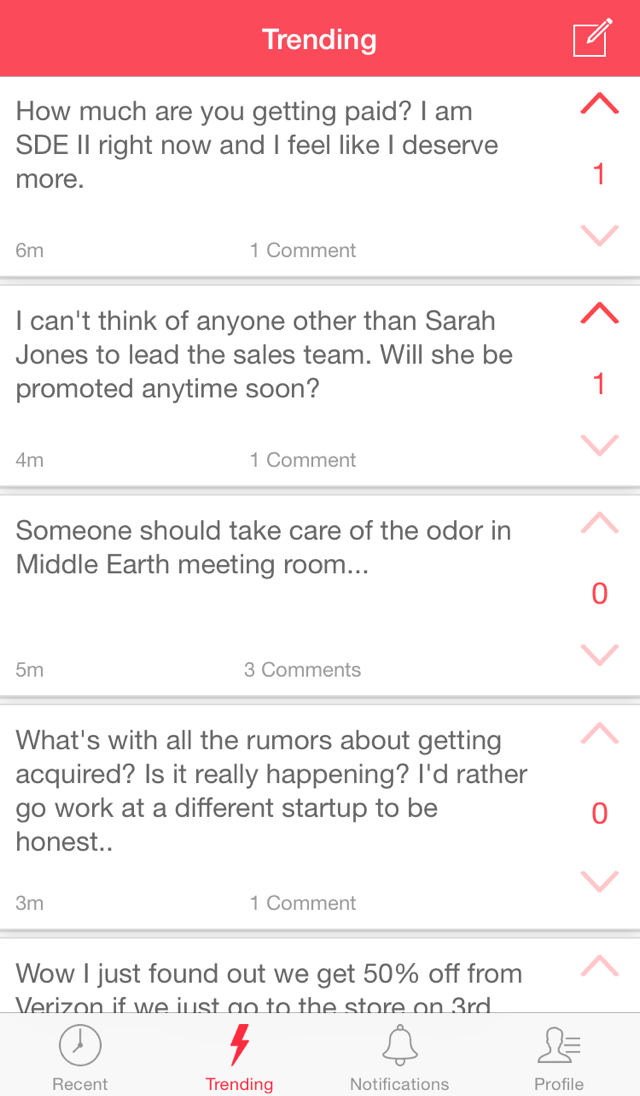 Trending
How much are you getting paid? I am
SDE II right now and I feel like I deserve
more.
1
6m
1 Comment
I can't think of anyone other than Sarah
Jones to lead the sales team. Will she be
promoted anytime soon?
1
4m
1 Comment
Someone should take care of the odor in
Middle Earth meeting room...
0
5m
3 Comments
What's with all the rumors about getting
acquired? Is it really happening? I'd rather
go work at a different startup to be
honest..
0
3m
1 Comment
Wow I just found out we get 50% off from
Verizon if we just go to the store on 3rd
Recent
Trending
Notifications
Profile